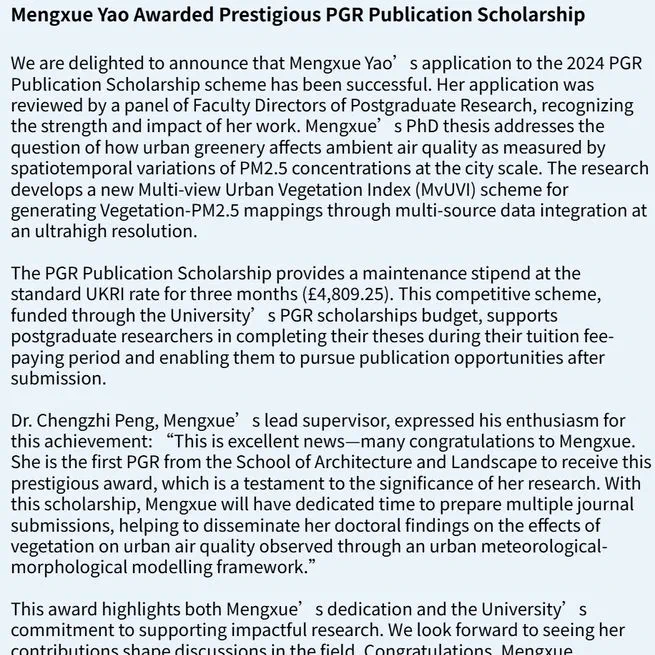 Mengxue Yao Awarded Prestigious PGR Publication Scholarship
We are delighted to announce that Mengxue Yao’s application to the 2024 PGR
Publication Scholarship scheme has been successful. Her application was
reviewed by a panel of Faculty Directors of Postgraduate Research, recognizing
the strength and impact of her work. Mengxue’s PhD thesis addresses the
question of how urban greenery affects ambient air quality as measured by
spatiotemporal variations of PM2.5 concentrations at the city scale. The research
develops a new Multi-view Urban Vegetation Index (MvUVI) scheme for
generating Vegetation-PM2.5 mappings through multi-source data integration at
an ultrahigh resolution.
The PGR Publication Scholarship provides a maintenance stipend at the
standard UKRI rate for three months (£4,809.25). This competitive scheme,
funded through the University’s PGR scholarships budget, supports
postgraduate researchers in completing their theses during their tuition fee-
paying period and enabling them to pursue publication opportunities after
submission.
Dr. Chengzhi Peng, Mengxue’s lead supervisor, expressed his enthusiasm for
this achievement: “This is excellent news—many congratulations to Mengxue.
She is the first PGR from the School of Architecture and Landscape to receive this
prestigious award, which is a testament to the significance of her research. With
this scholarship, Mengxue will have dedicated time to prepare multiple journal
submissions, helping to disseminate her doctoral findings on the effects of
vegetation on urban air quality observed through an urban meteorological-
morphological modelling framework.”
This award highlights both Mengxue’s dedication and the University’s
commitment to supporting impactful research. We look forward to seeing her
contributions shape discussions in the field. Congratulations, Mengxue